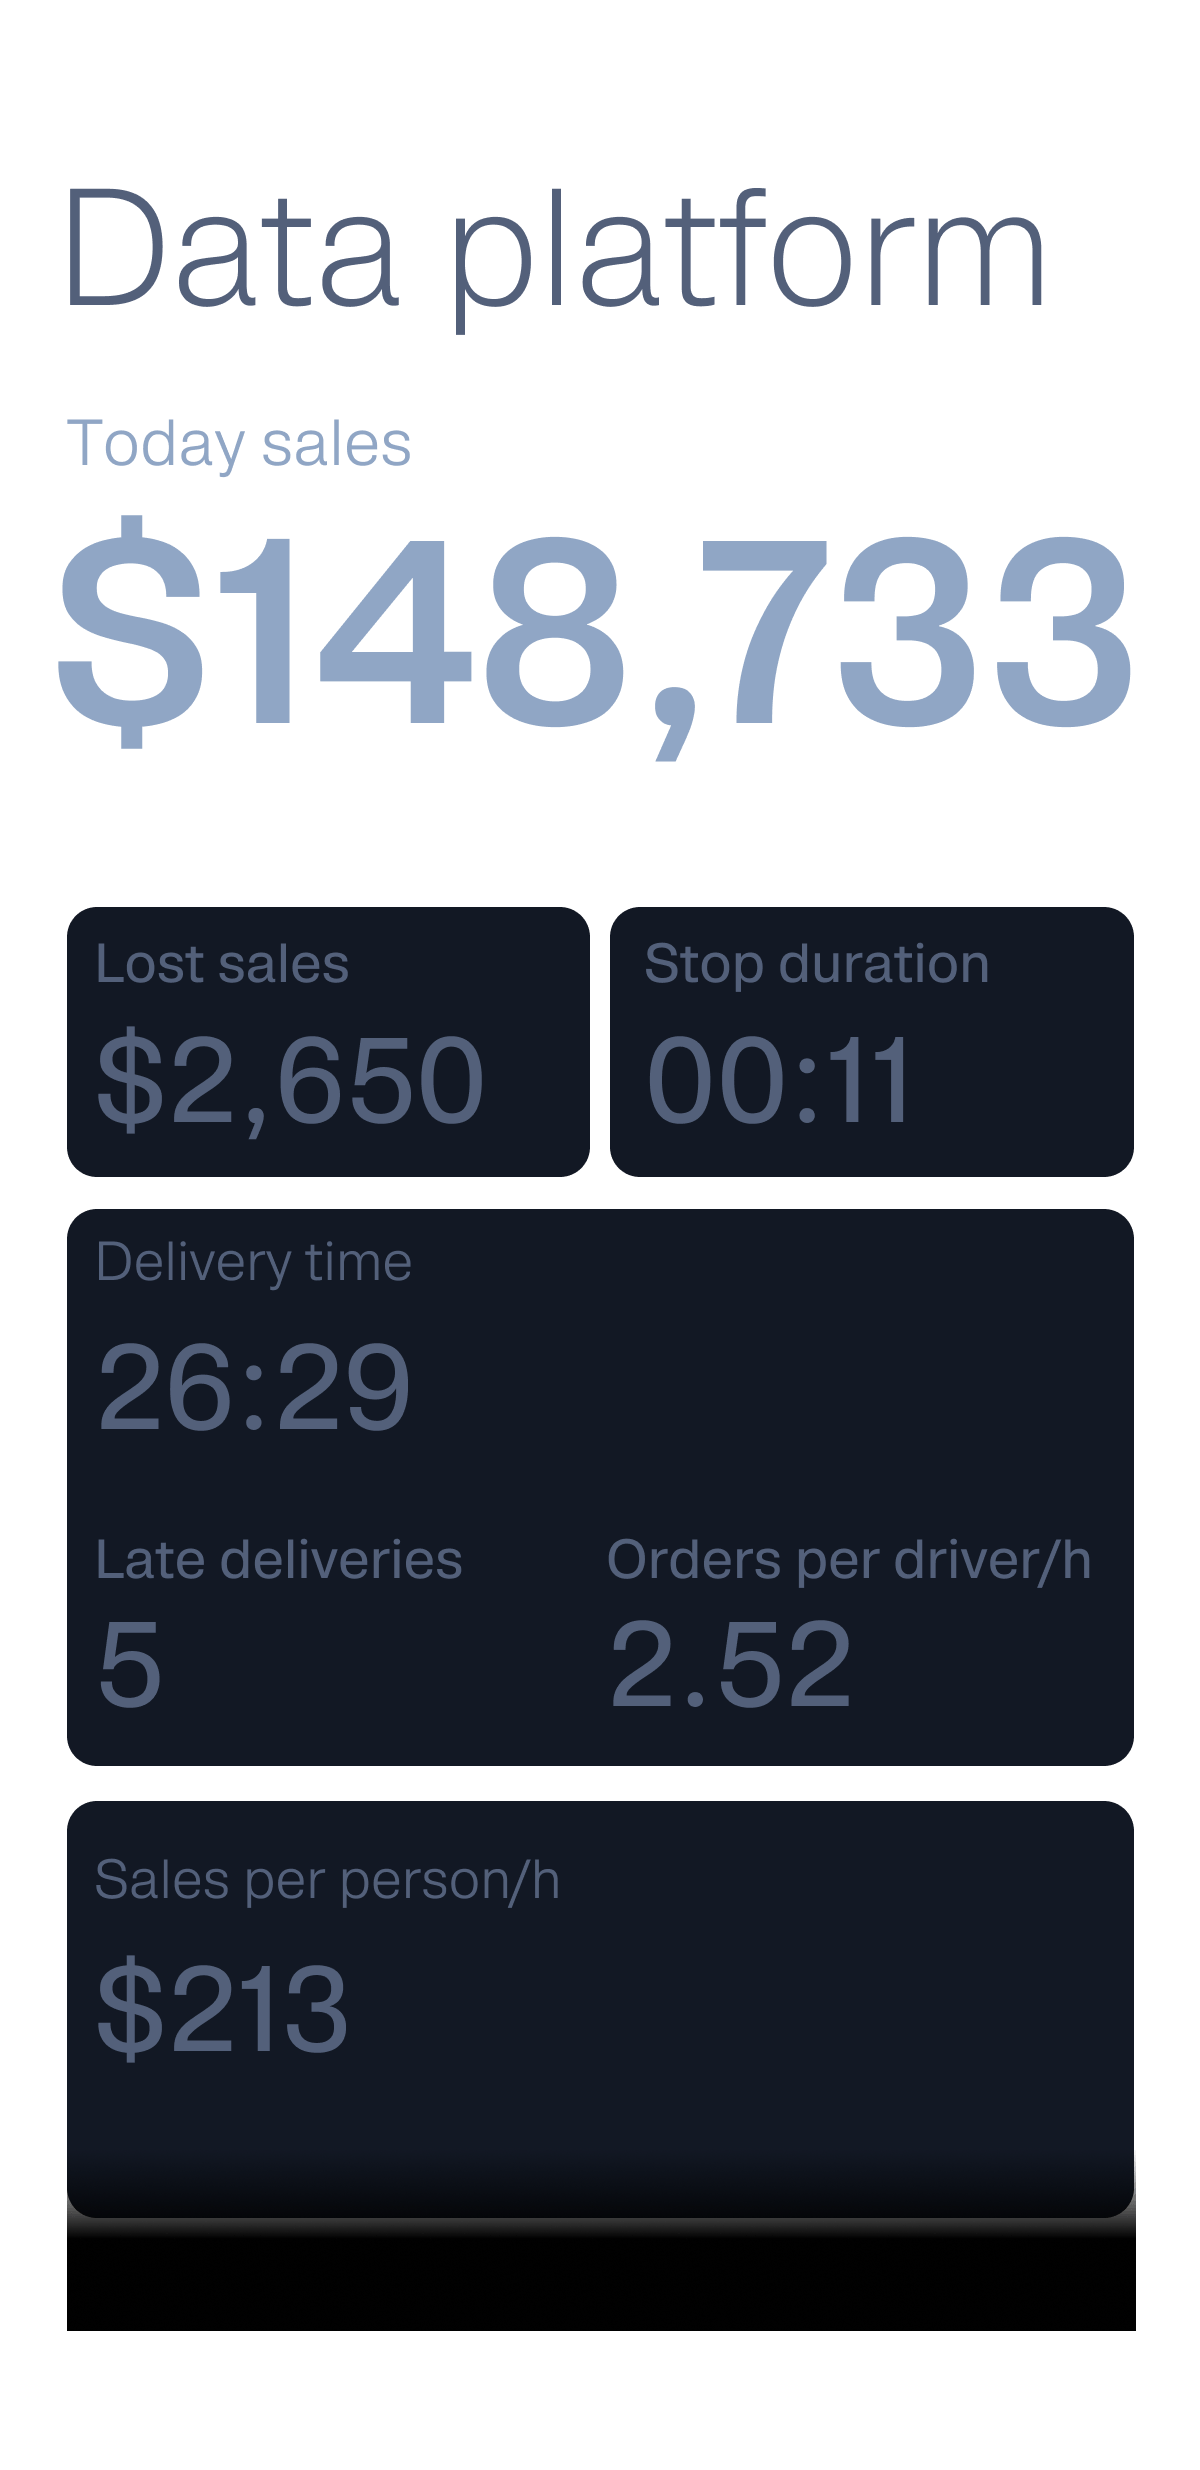 Data platform
Today sales
$148,733
Lost sales
$2,650
Stop duration
00:11
Delivery time
26:29
Late deliveries
5
Orders per driver/h
2.52
Sales per person/h
$213